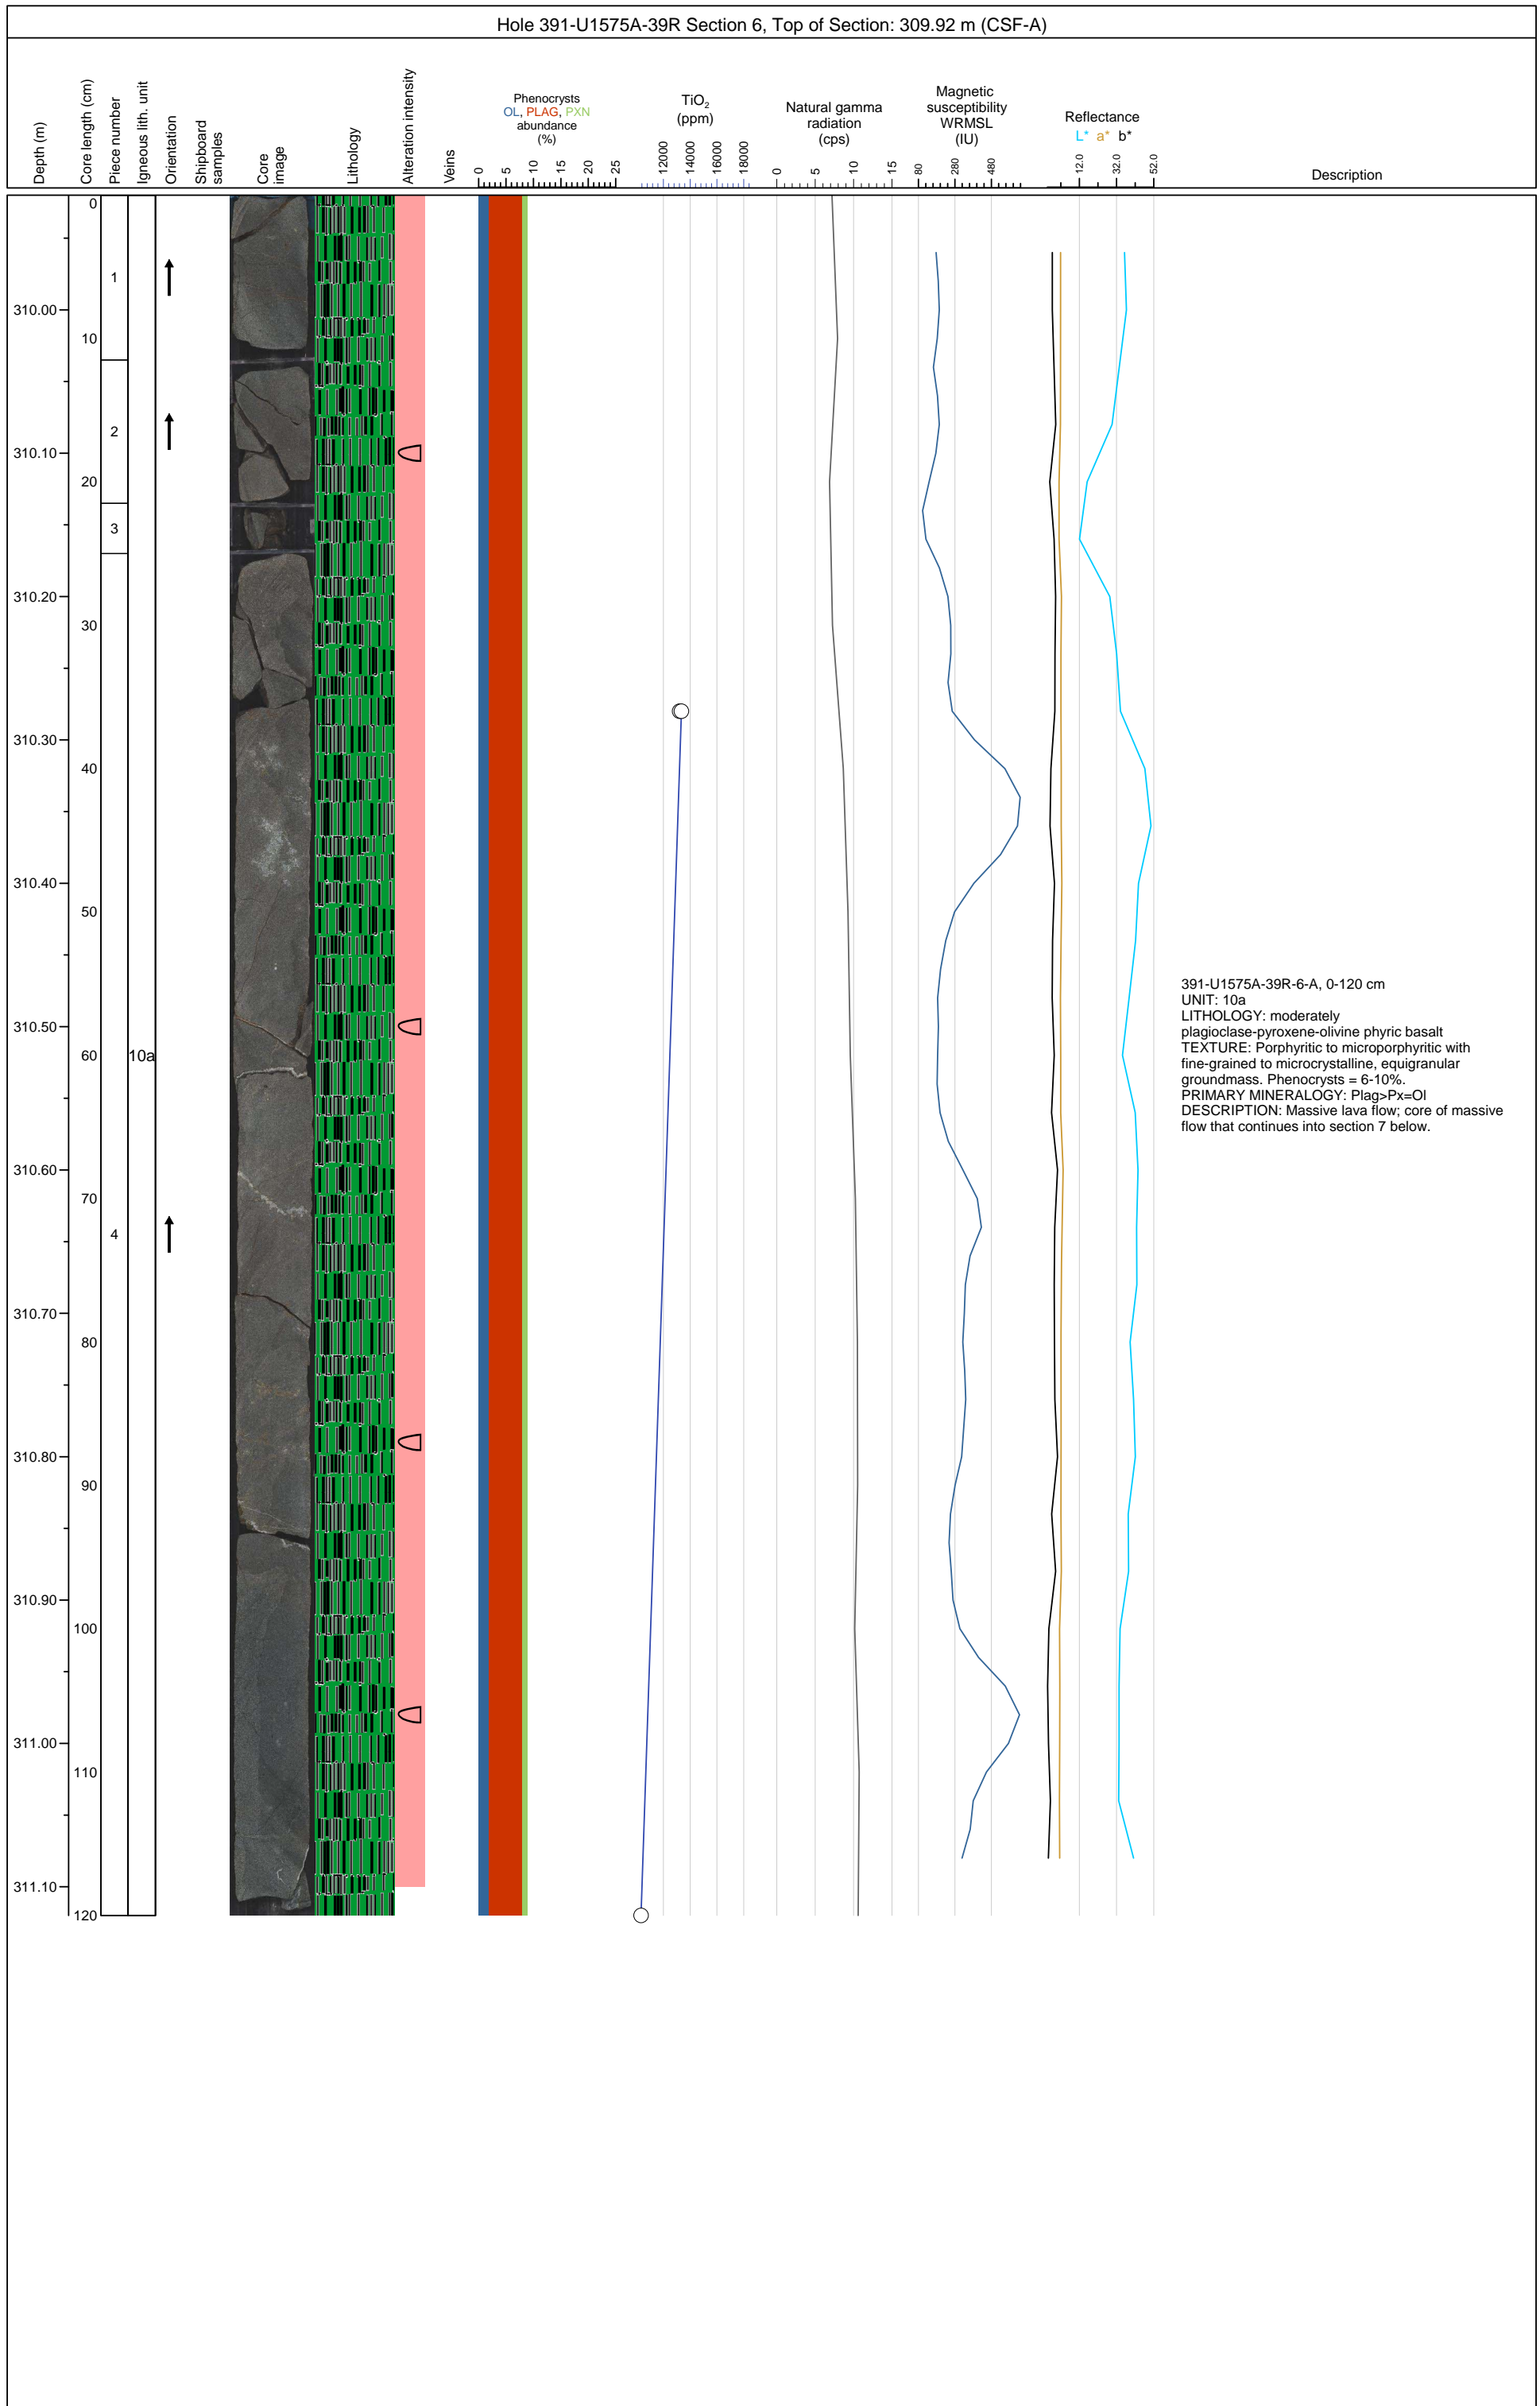 Hole 391-U1575A-39R Section 6, Top of Section: 309.92 m (CSF-A)
Depth (m)
Core length (cm)
Piece number
Igneous lith. unit
Orientation
Shipboard
samples
Core
image
Lithology
Alteration intensity
Veins
Phenocrysts
OL, PLAG, PXN
abundance
(%)
0 5 10 15 20 25
TiO₂
(ppm)
12000 14000 16000 18000
Natural gamma
radiation
(cps)
0 5 10 15
Magnetic
susceptibility
WRMSL
(IU)
80 280 480
Reflectance
L* a* b*
12.0 32.0 52.0
Description
0
1
310.00
10
2
310.10
20
3
310.20
30
310.30
40
310.40
50
310.50
60
10a
310.60
70
4
310.70
80
310.80
90
310.90
100
311.00
110
311.10
120
391-U1575A-39R-6-A, 0-120 cm
UNIT: 10a
LITHOLOGY: moderately
plagioclase-pyroxene-olivine phyric basalt
TEXTURE: Porphyritic to microporphyritic with
fine-grained to microcrystalline, equigranular
groundmass. Phenocrysts = 6-10%.
PRIMARY MINERALOGY: Plag>Px=Ol
DESCRIPTION: Massive lava flow; core of massive
flow that continues into section 7 below.